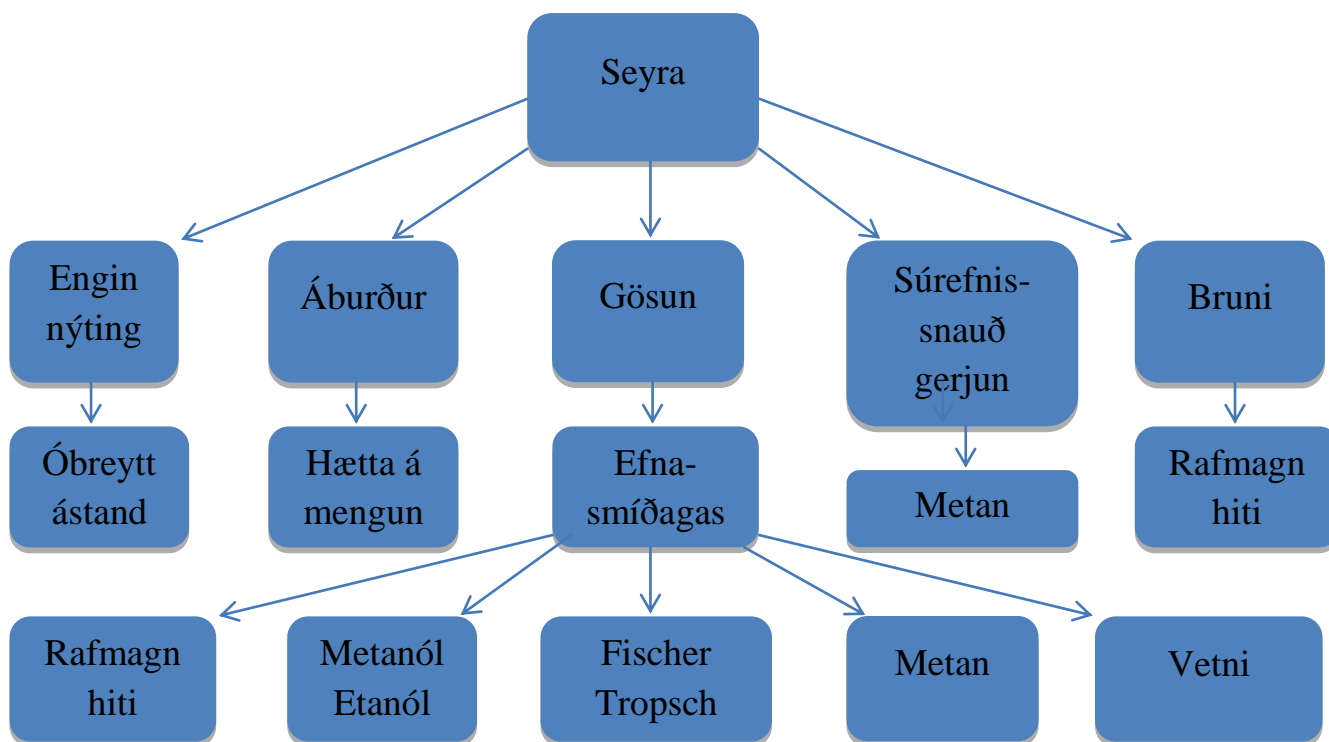 Seyra
Engin
nýting
Áburður
Gösun
Súrefnis-
snauð
gerjun
Bruni
Óbreytt
ástand
Hætta á
mengun
Efna-
smíðagas
Metan
Rafmagn
hiti
Rafmagn
hiti
Metanól
Etanól
Fischer
Tropsch
Metan
Vetni